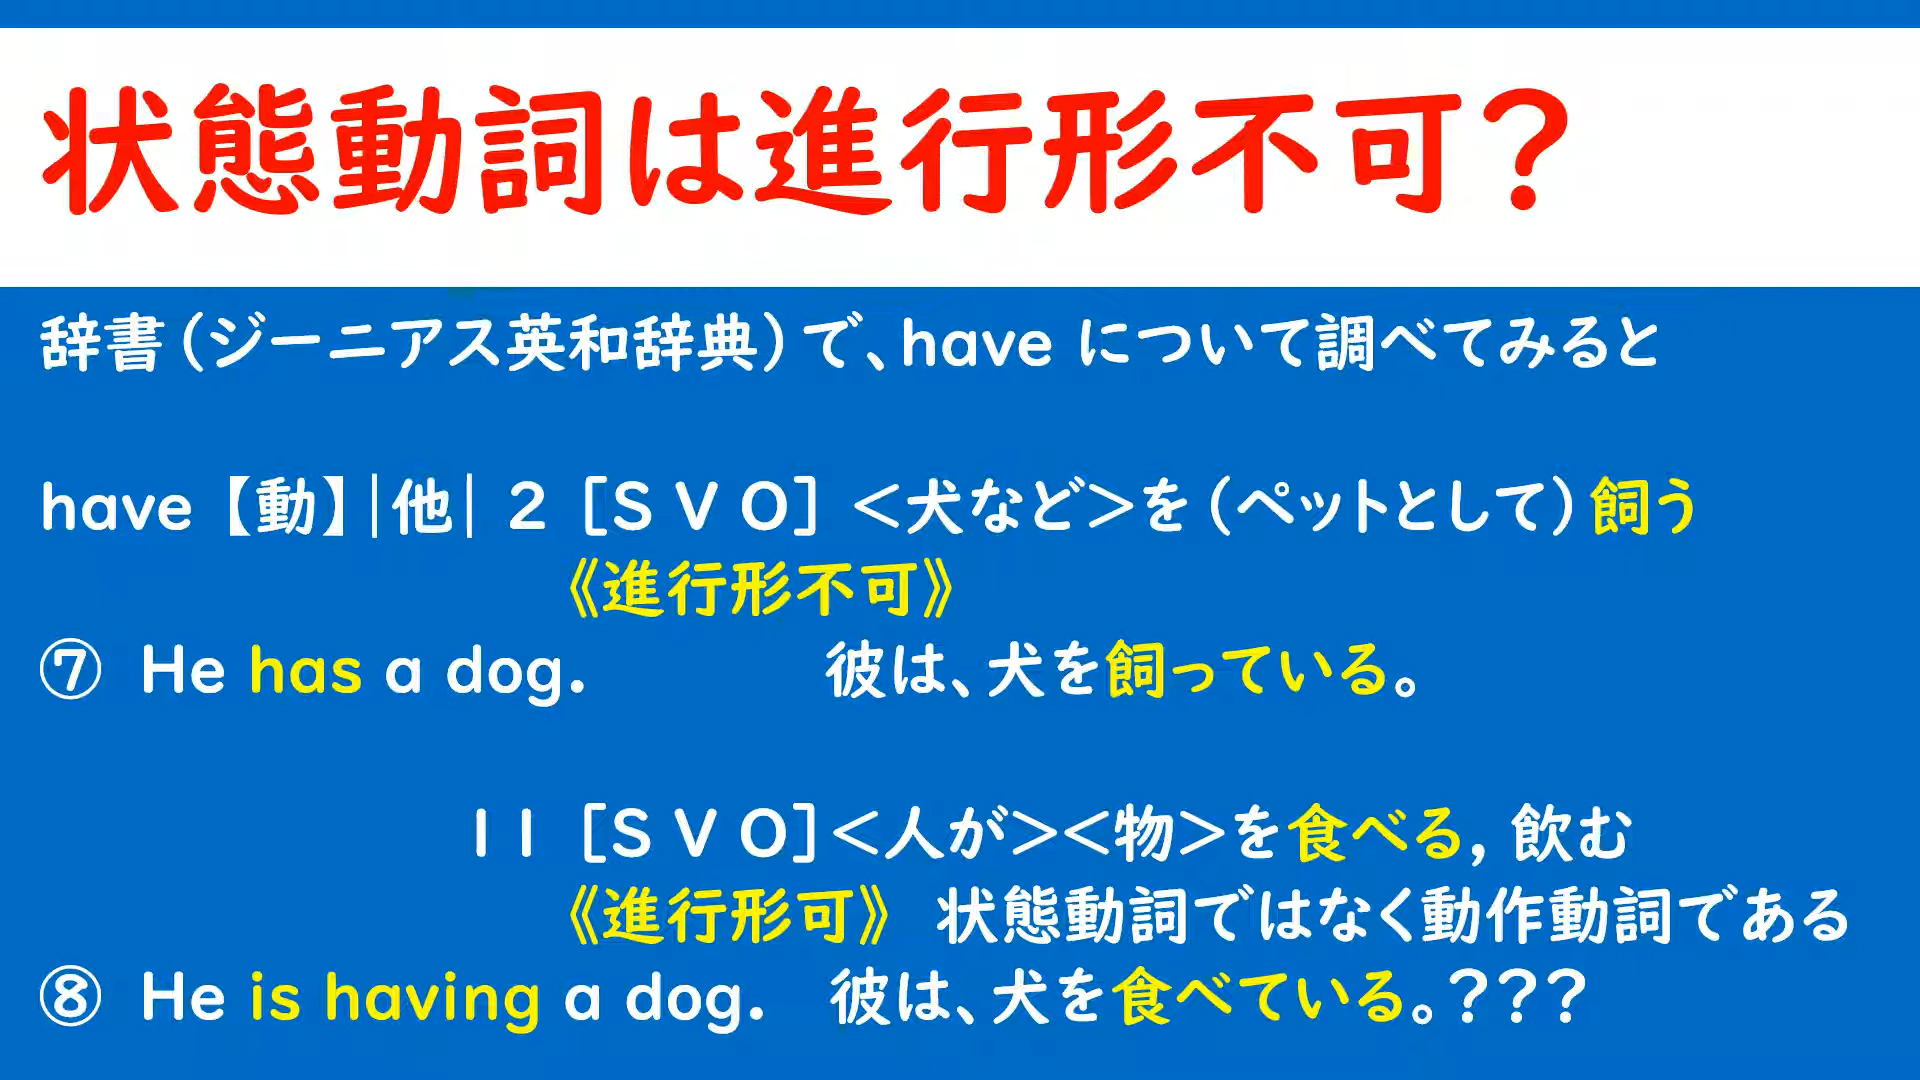 状態動詞は進行形不可？
辞書（ジーニアス英和辞典）で、have について調べてみると
have【動】|他| ２［ＳＶＯ］＜犬など＞を（ペットとして）飼う
《進行形不可》
⑦ He has a dog. 彼は、犬を飼っている。
１１［ＳＶＯ］＜人が＞＜物＞を食べる, 飲む
《進行形可》 状態動詞ではなく動作動詞である
⑧ He is having a dog. 彼は、犬を食べている。？？？